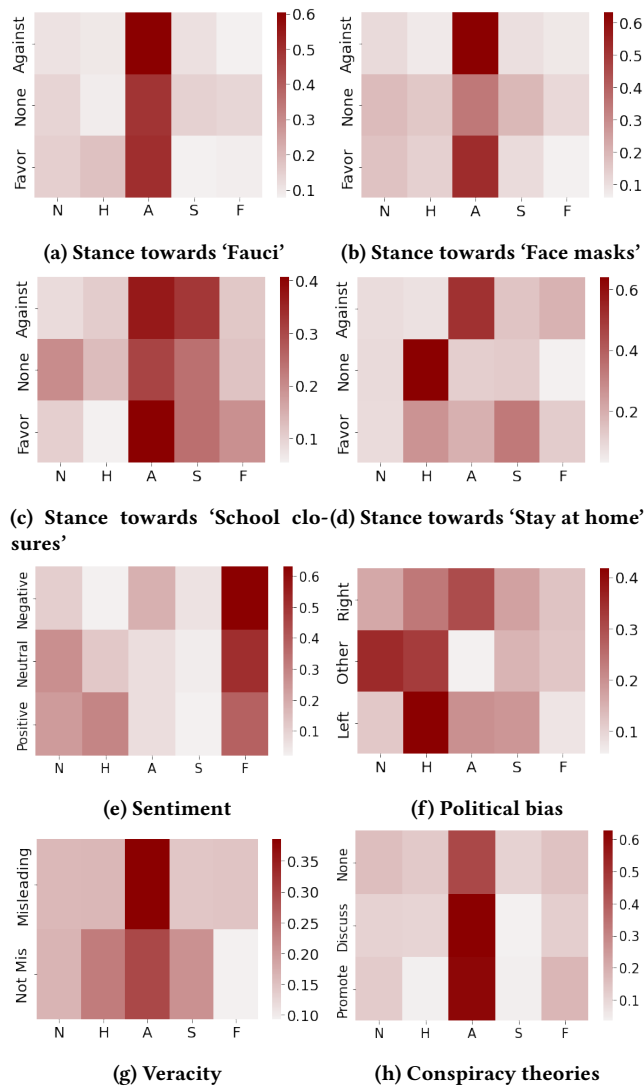 Against
None
Favor
N H A S F
0.6
0.5
0.4
0.3
0.2
0.1
(a) Stance towards ‘Fauci’
Against
None
Favor
N H A S F
0.6
0.5
0.4
0.3
0.2
0.1
(b) Stance towards ‘Face masks’
Against
None
Favor
N H A S F
0.4
0.3
0.2
0.1
(c) Stance towards ‘School clo-
sures’
Against
None
Favor
N H A S F
0.6
0.4
0.2
(d) Stance towards ‘Stay at home’
Negative
Neutral
Positive
N H A S F
0.6
0.5
0.4
0.3
0.2
0.1
(e) Sentiment
Right
Other
Left
N H A S F
0.4
0.3
0.2
0.1
(f) Political bias
Misleading
Not Mis
N H A S F
0.35
0.30
0.25
0.20
0.15
0.10
(g) Veracity
None
Discuss
Promote
N H A S F
0.6
0.5
0.4
0.3
0.2
0.1
(h) Conspiracy theories